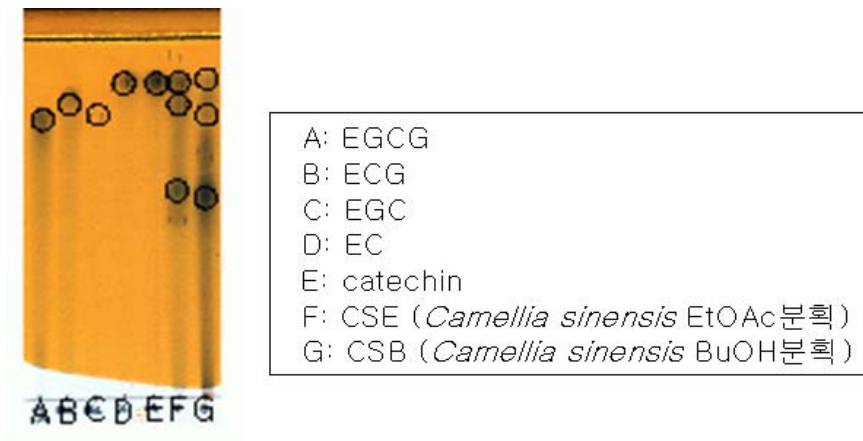 A B C D E F G
A: EGCG
B: ECG
C: EGC
D: EC
E: catechin
F: CSE (Camellia sinensis EtOAc분획)
G: CSB (Camellia sinensis BuOH분획)